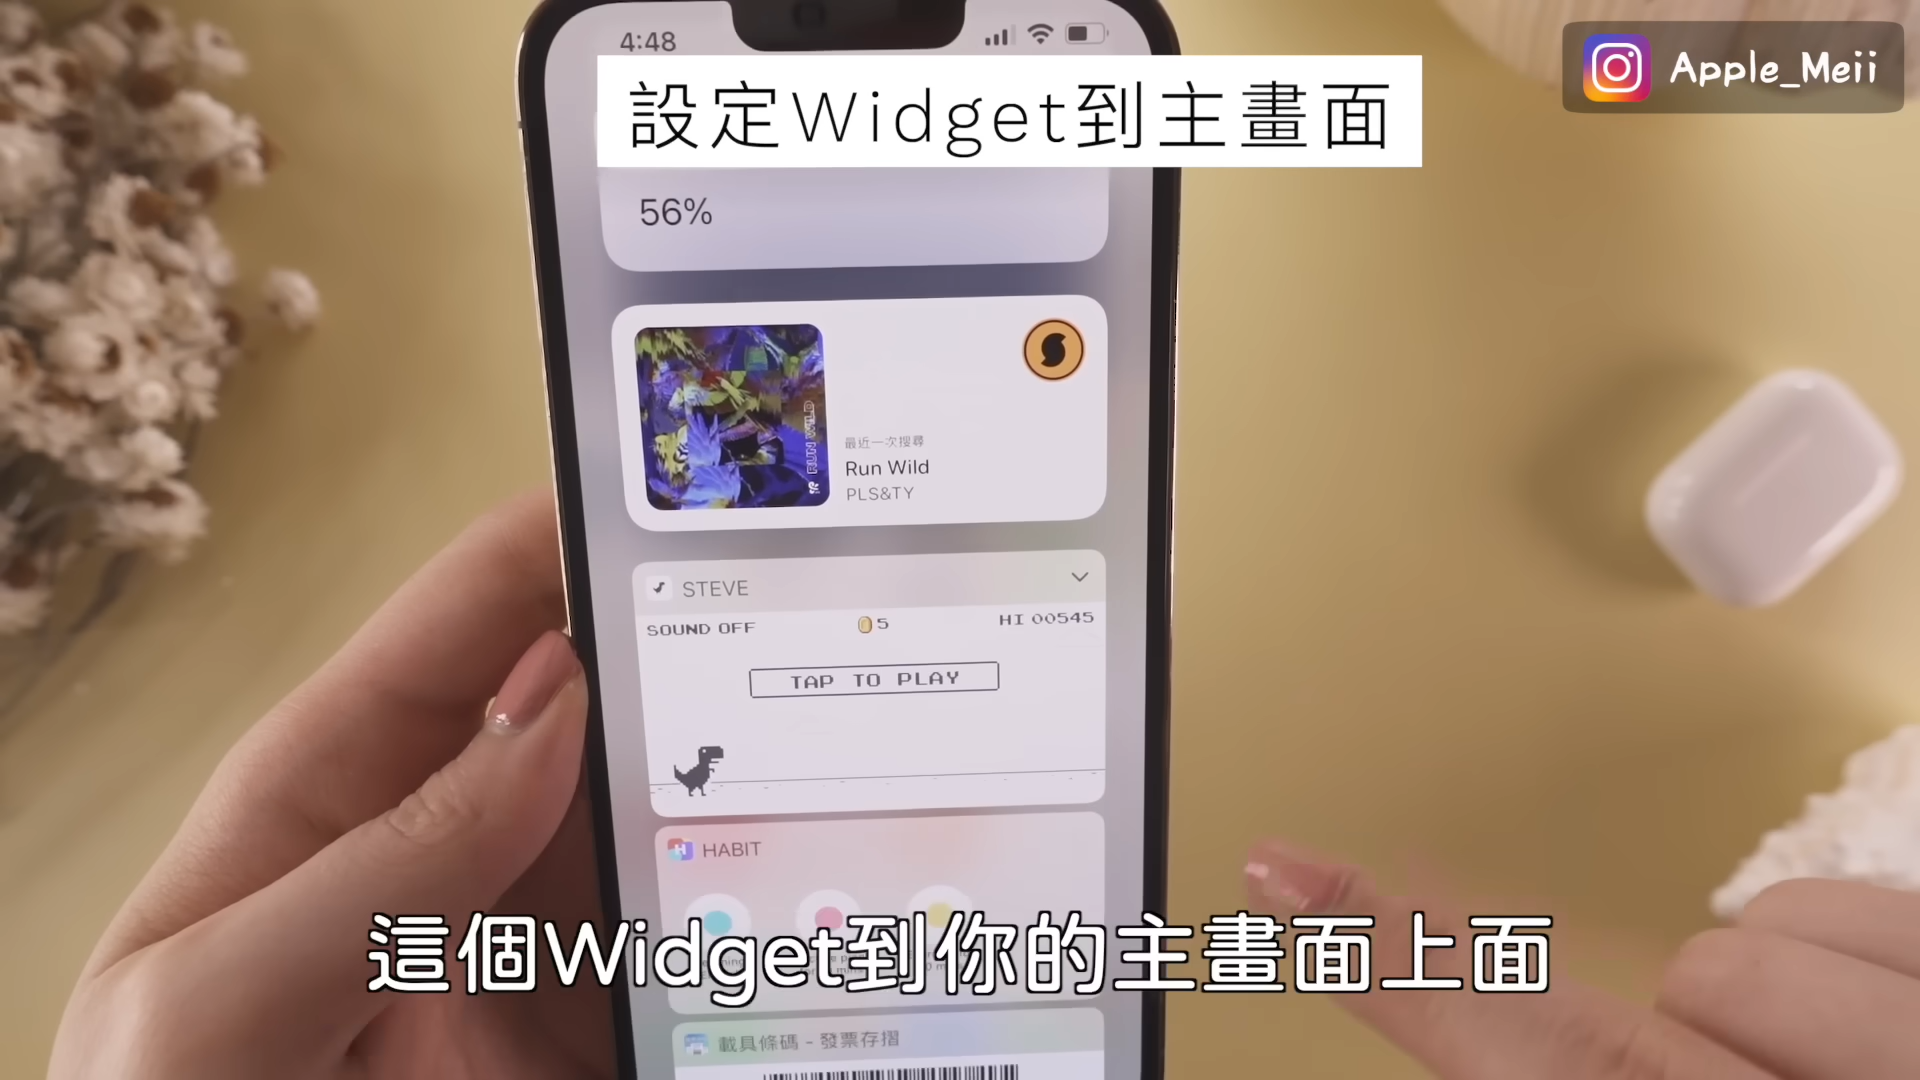 4:48
Apple_Meii
設定Widget到主畫面
56%
RUN WILD
最近一次搜尋
Run Wild
PLS&TY
STEVE
SOUND OFF
5
HI 00545
TAP TO PLAY
HABIT
這個Widget到你的主畫面上面
載具條碼 - 發票存摺